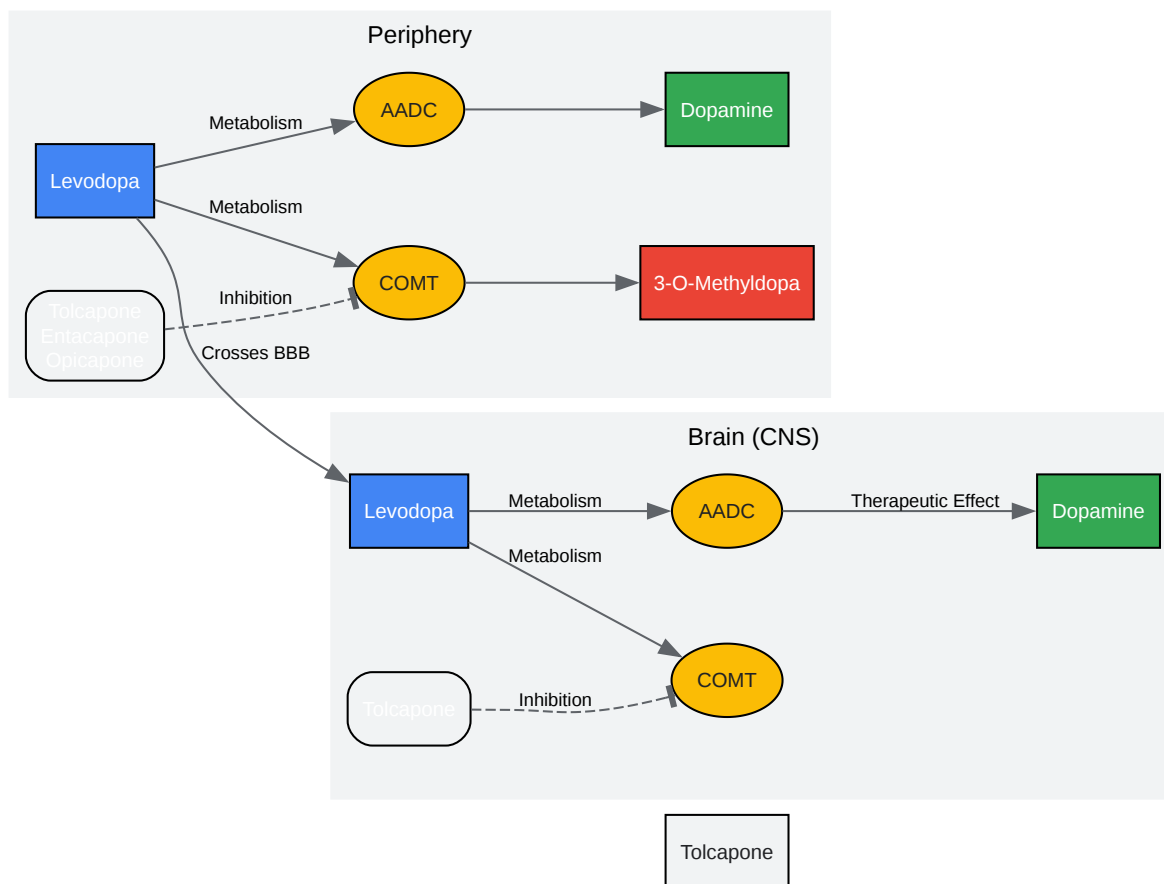 Periphery
AADC
Dopamine
Metabolism
Levodopa
Metabolism
COMT
3-O-Methyldopa
Inhibition
Tolcapone
Entacapone
Opicapone
Crosses BBB
Brain (CNS)
Levodopa
Metabolism
AADC
Therapeutic Effect
Dopamine
Metabolism
COMT
Inhibition
Tolcapone
Tolcapone